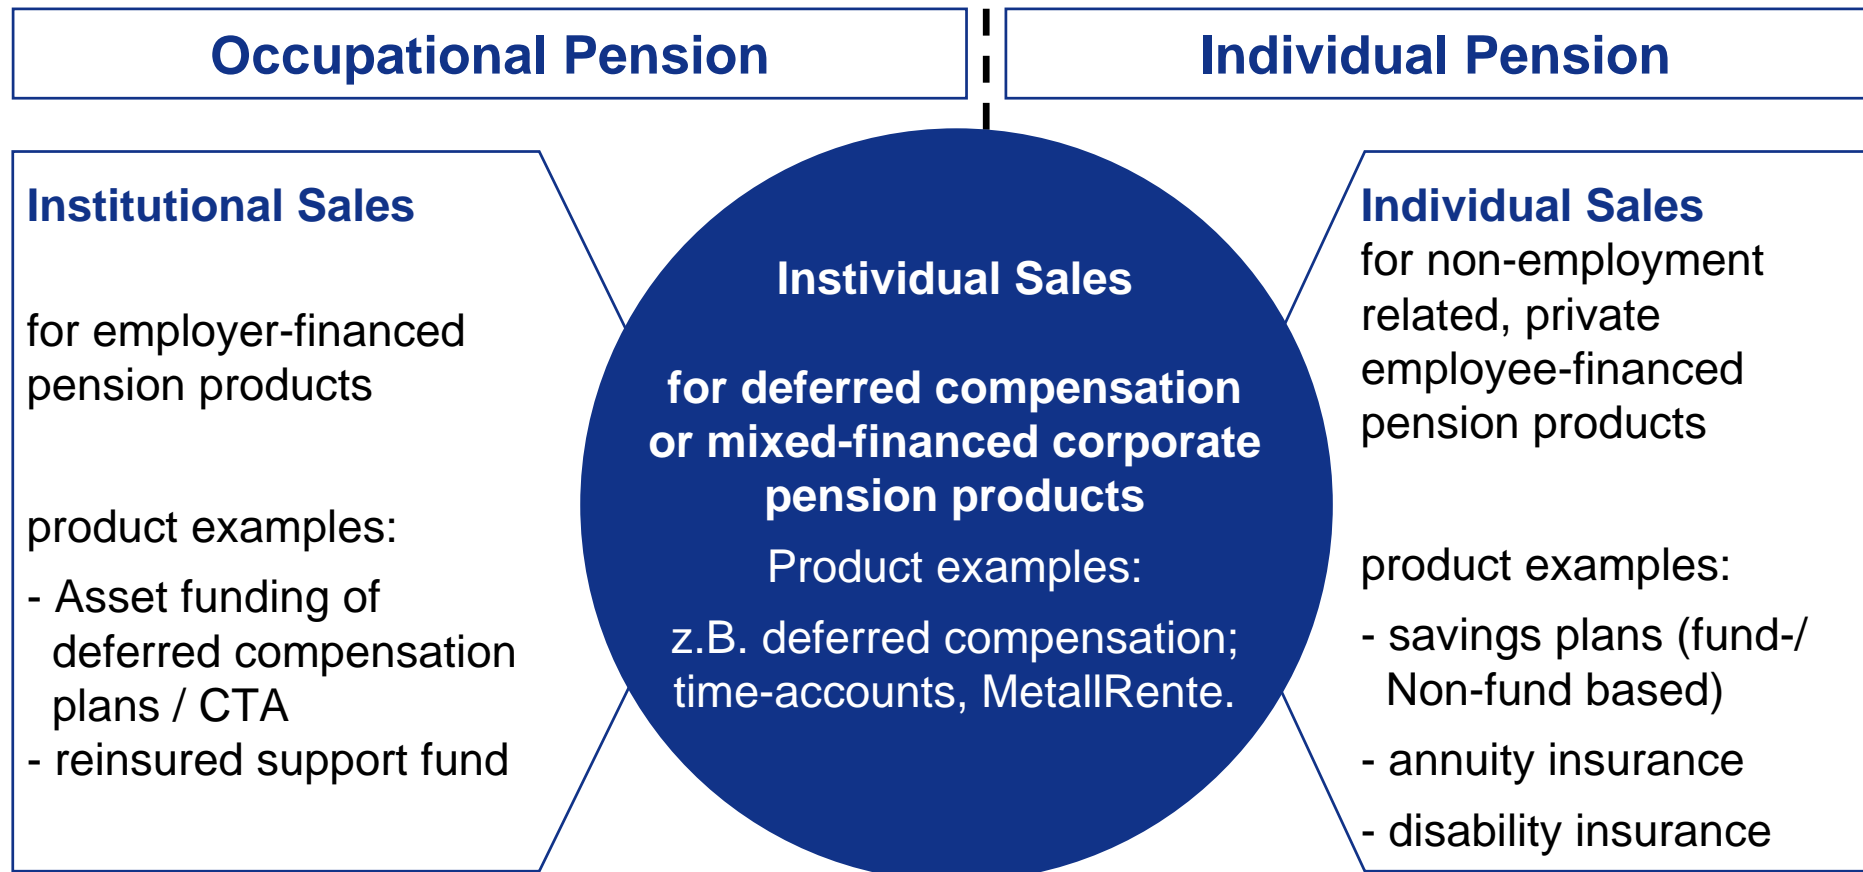 Occupational Pension
Individual Pension
Institutional Sales
for employer-financed
pension products
product examples:
- Asset funding of
deferred compensation
plans / CTA
- reinsured support fund
Instividual Sales
for deferred compensation
or mixed-financed corporate
pension products
Product examples:
z.B. deferred compensation;
time-accounts, MetallRente.
Individual Sales
for non-employment
related, private
employee-financed
pension products
product examples:
- savings plans (fund-/
Non-fund based)
- annuity insurance
- disability insurance